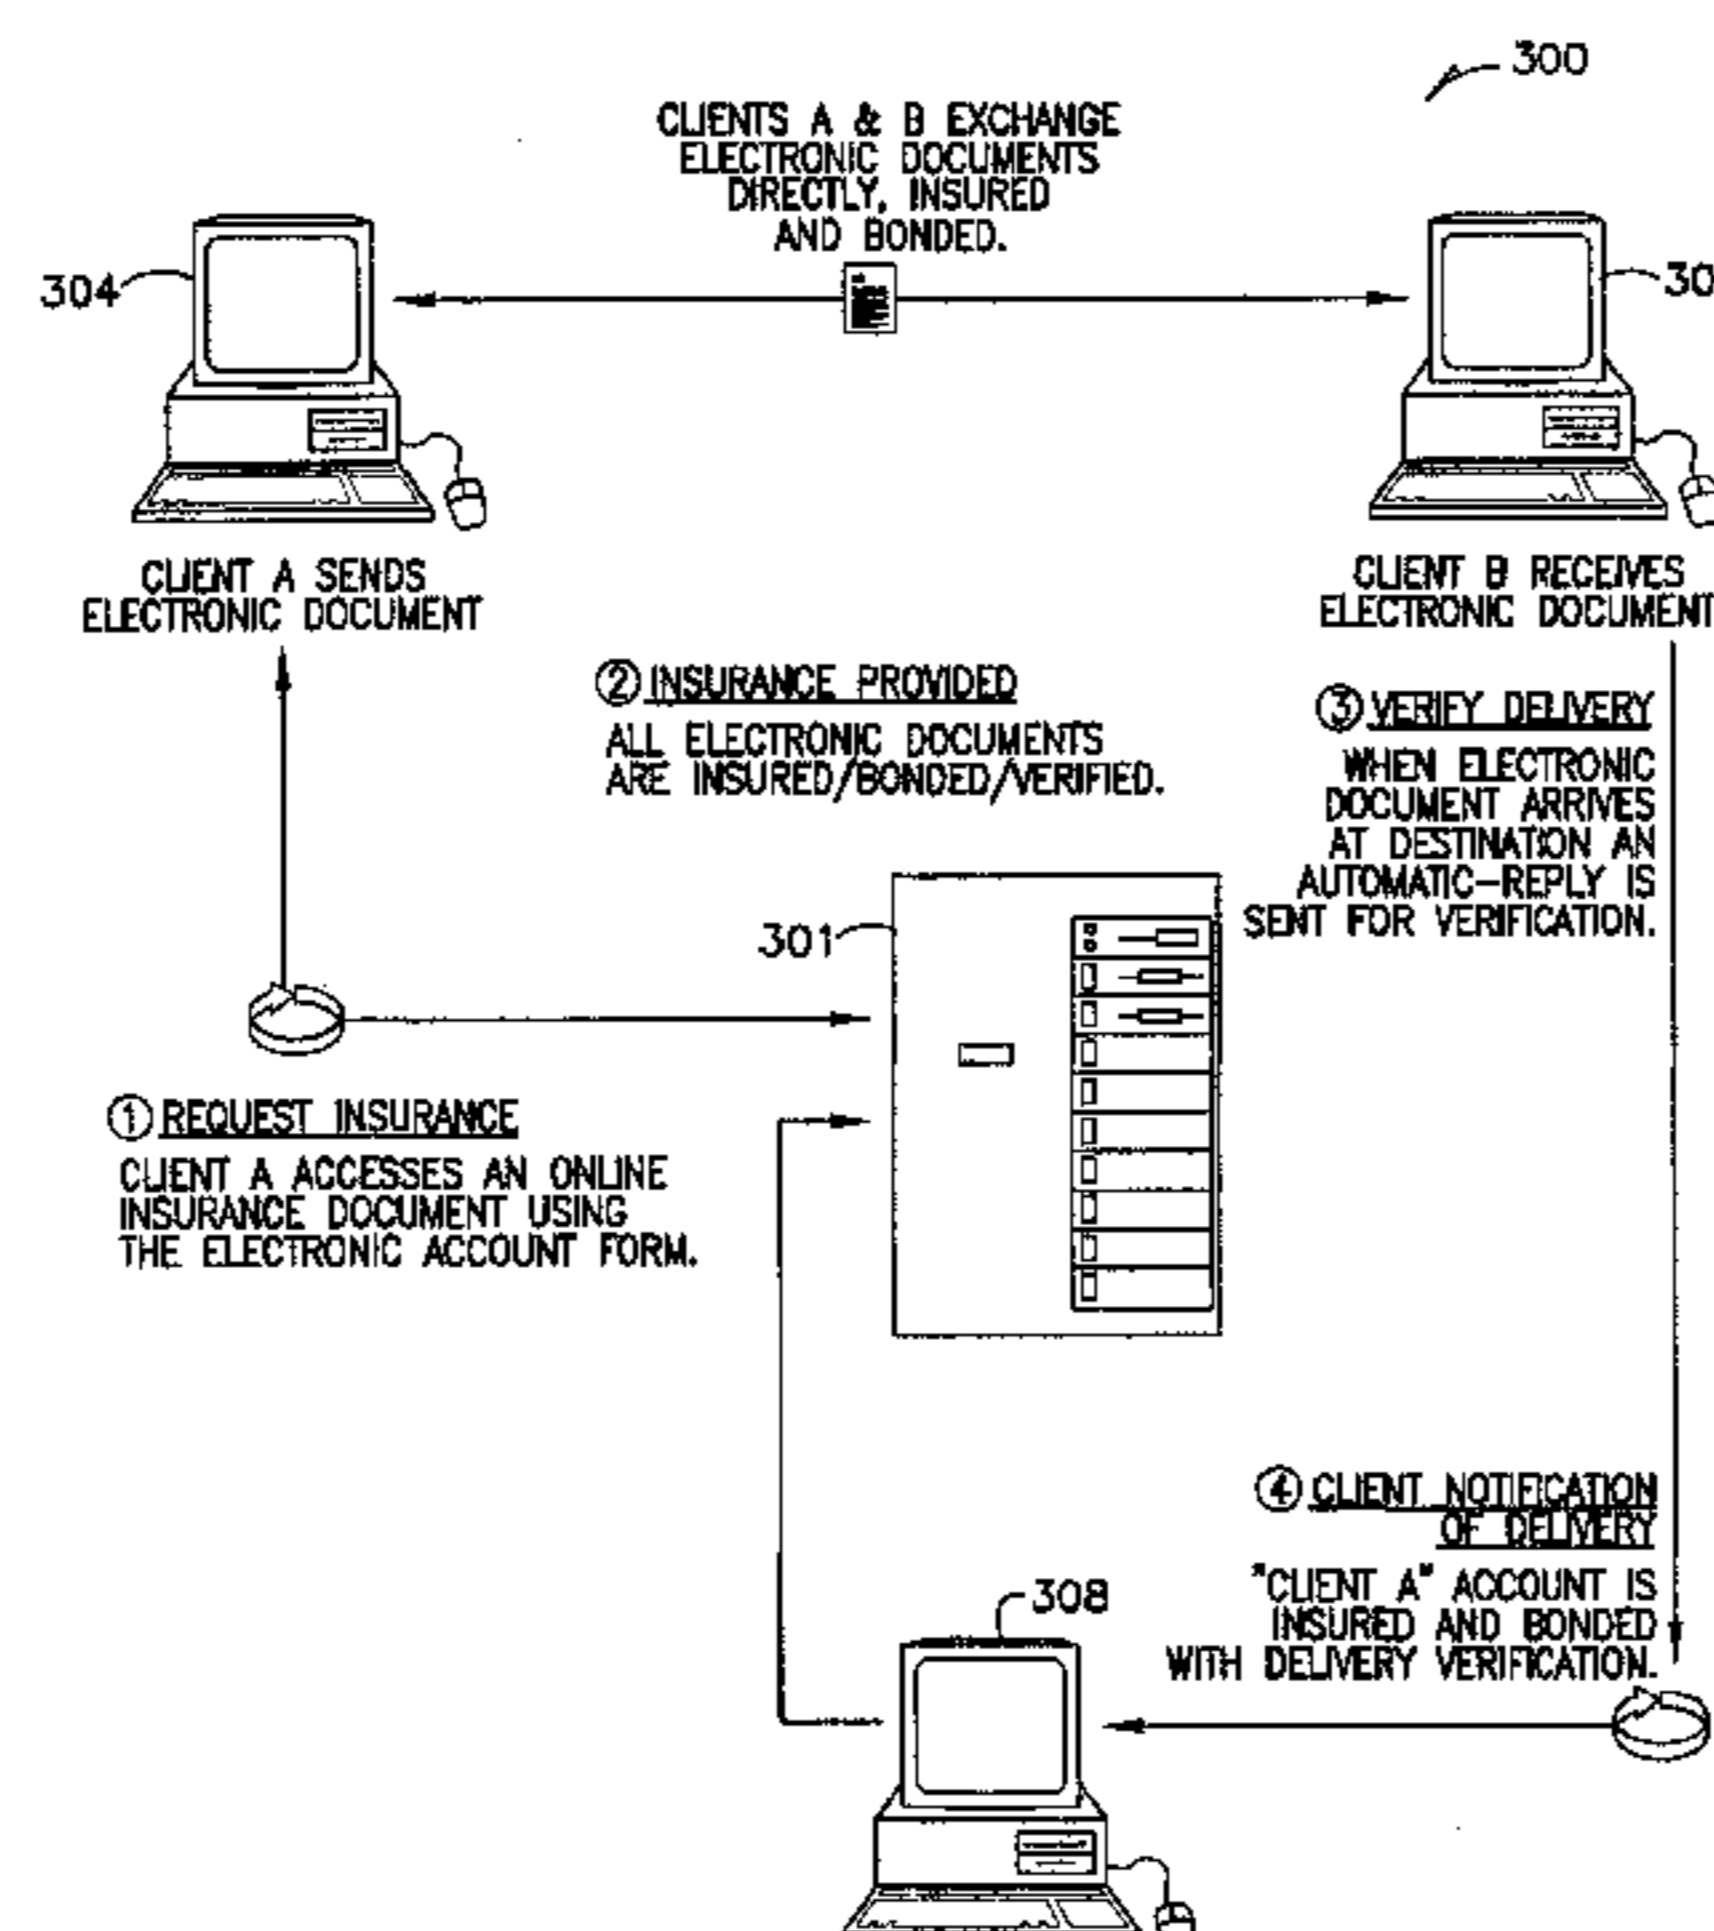 300
CLIENTS A & B EXCHANGE
ELECTRONIC DOCUMENTS
DIRECTLY, INSURED
AND BONDED.
304
CLIENT A SENDS
ELECTRONIC DOCUMENT
CLIENT B RECEIVES
ELECTRONIC DOCUMENT
② INSURANCE PROVIDED
ALL ELECTRONIC DOCUMENTS
ARE INSURED/BONDED/VERIFIED.
③ VERIFY DELIVERY
WHEN ELECTRONIC
DOCUMENT ARRIVES
AT DESTINATION AN
AUTOMATIC-REPLY IS
SENT FOR VERIFICATION.
301
① REQUEST INSURANCE
CLIENT A ACCESSES AN ONLINE
INSURANCE DOCUMENT USING
THE ELECTRONIC ACCOUNT FORM.
④ CLIENT NOTIFICATION
OF DELIVERY
"CLIENT A" ACCOUNT IS
INSURED AND BONDED
WITH DELIVERY VERIFICATION.
308